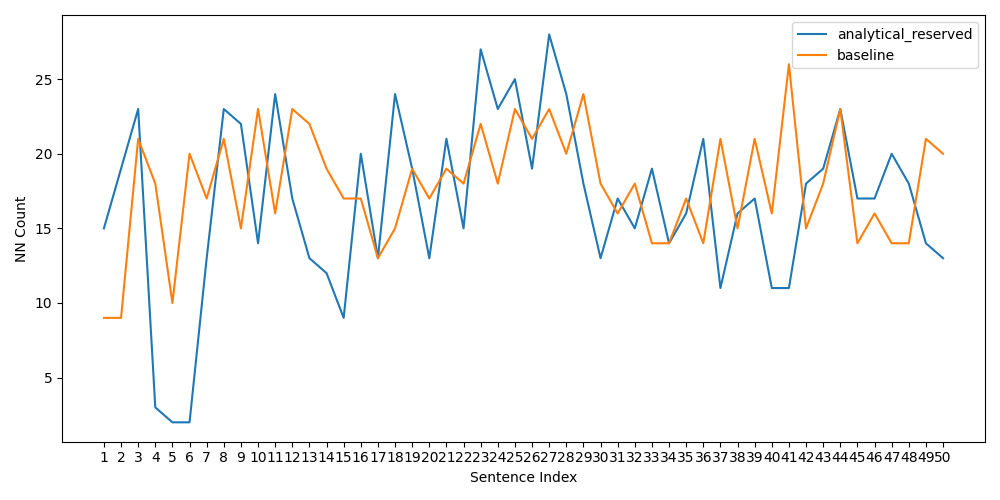 analytical_reserved
baseline
NN Count
25
20
15
10
5
1 2 3 4 5 6 7 8 9 10 11 12 13 14 15 16 17 18 19 20 21 22 23 24 25 26 27 28 29 30 31 32 33 34 35 36 37 38 39 40 41 42 43 44 45 46 47 48 49 50
Sentence Index